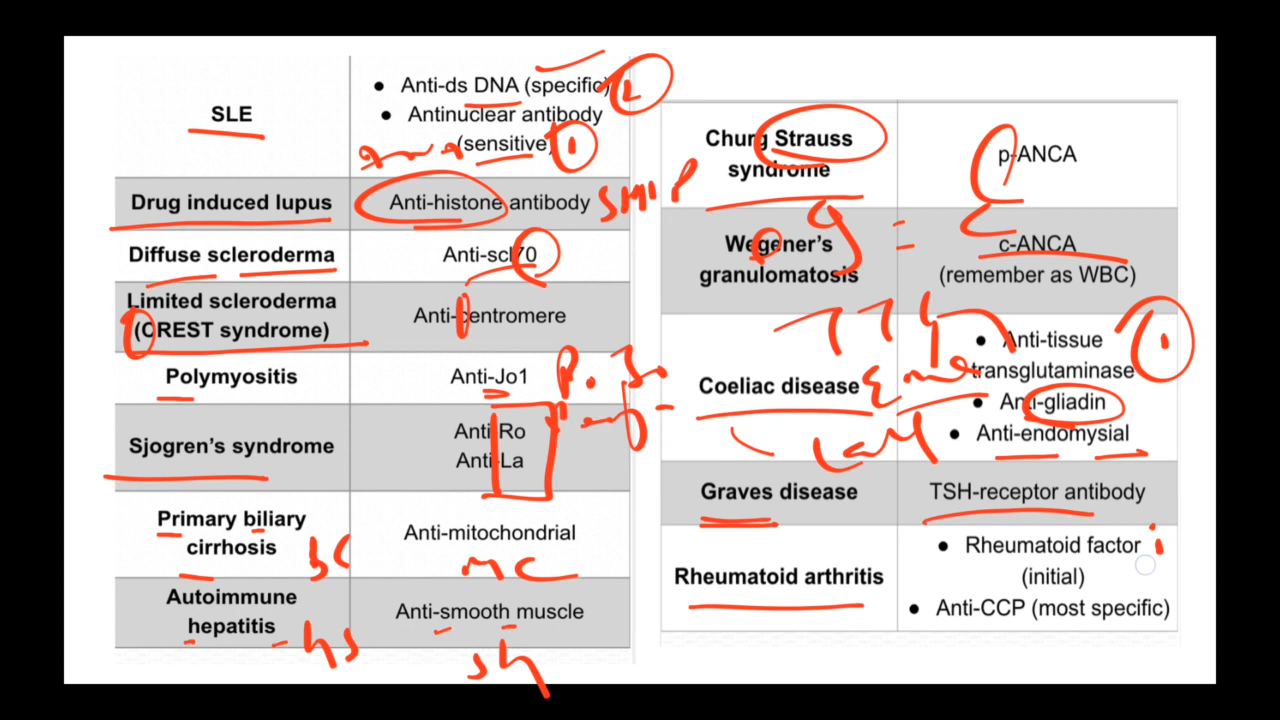 SLE
● Anti-ds DNA (specific)
● Antinuclear antibody
(sensitive)
Drug induced lupus
Anti-histone antibody
Diffuse scleroderma
Anti-scl70
Limited scleroderma
(CREST syndrome)
Anti-centromere
Polymyositis
Anti-Jo1
Sjogren's syndrome
Anti-Ro
Anti-La
Primary biliary
cirrhosis
Anti-mitochondrial
Autoimmune
hepatitis
Anti-smooth muscle
Churg Strauss
syndrome
p-ANCA
Wegener's
granulomatosis
c-ANCA
(remember as WBC)
Coeliac disease
● Anti-tissue
transglutaminase
● Anti-gliadin
● Anti-endomysial
Graves disease
TSH-receptor antibody
Rheumatoid arthritis
● Rheumatoid factor
(initial)
● Anti-CCP (most specific)